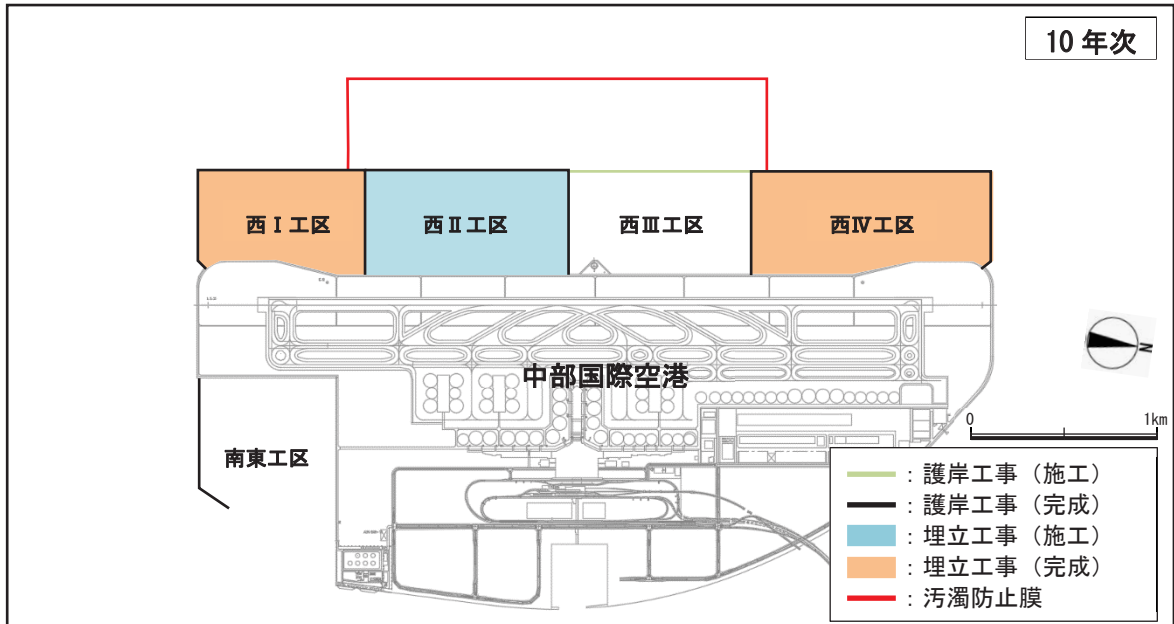 10 年次
西Ⅰ工区
西Ⅱ工区
西Ⅲ工区
西Ⅳ工区
中部国際空港
N
0 1km
南東工区
:護岸工事(施工)
:護岸工事(完成)
:埋立工事(施工)
:埋立工事(完成)
:汚濁防止膜